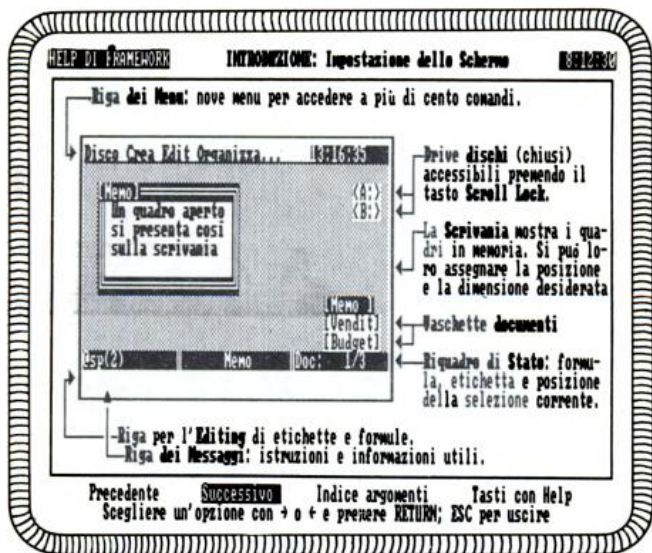 HELP DI FRAMEWORK INTRODUZIONE: Impostazione dello Schermo 8:12:30
Riga dei Menu: nove menu per accedere a più di cento comandi.
Disco Crea Edit Organizza...
[Memo]
Un quadro aperto
si presenta così
sulla scrivania
<A:>
<B:>
Drive dischi (chiusi)
accessibili premendo il
tasto Scroll Lock.
La Scrivania mostra i qua-
dri in memoria. Si può lo-
ro assegnare la posizione
e la dimensione desiderata
[Memo ]
[Vendit]
[Budget]
Vaschette documenti
@sp(2) Memo Doc: 1/3
Riquadro di Stato: formu-
la, etichetta e posizione
della selezione corrente.
Riga per l'Editing di etichette e formule.
Riga dei Messaggi: istruzioni e informazioni utili.
Precedente Successivo Indice argomenti Tasti con Help
Scegliere un'opzione con → o ← e premere RETURN; ESC per uscire